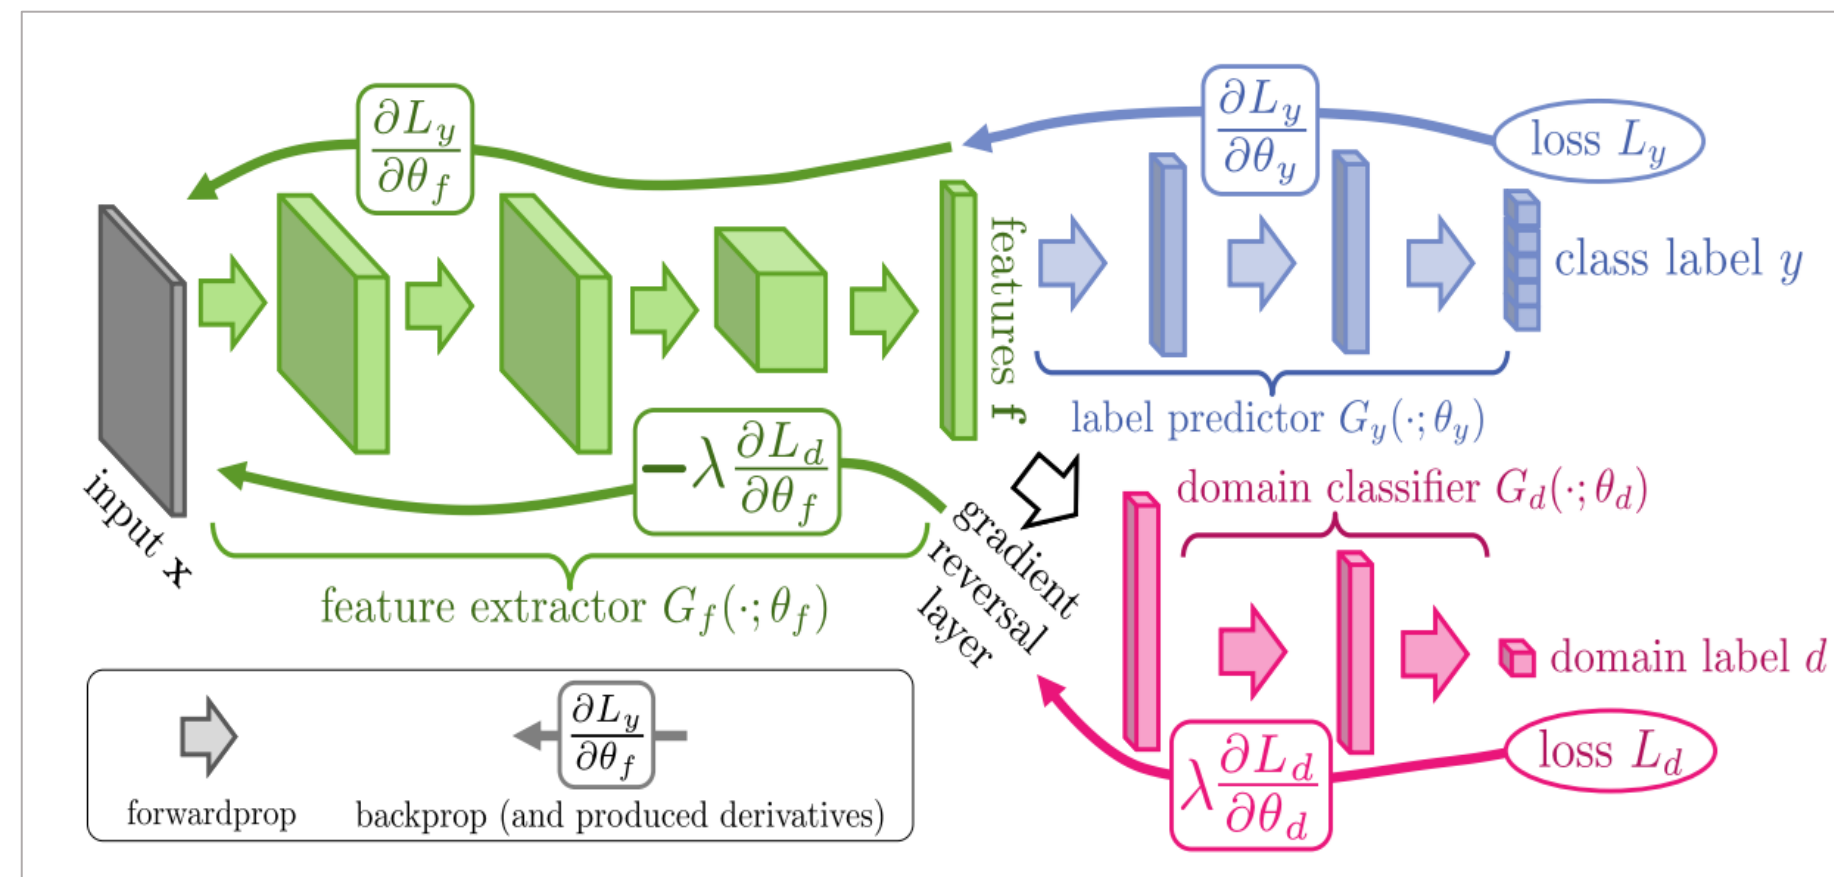 ∂L_y/∂θ_f
∂L_y/∂θ_y
loss L_y
features f
class label y
label predictor G_y(·; θ_y)
input x
−λ ∂L_d/∂θ_f
feature extractor G_f(·; θ_f)
gradient
reversal
layer
domain classifier G_d(·; θ_d)
domain label d
loss L_d
λ ∂L_d/∂θ_d
forwardprop
∂L_y/∂θ_f
backprop (and produced derivatives)